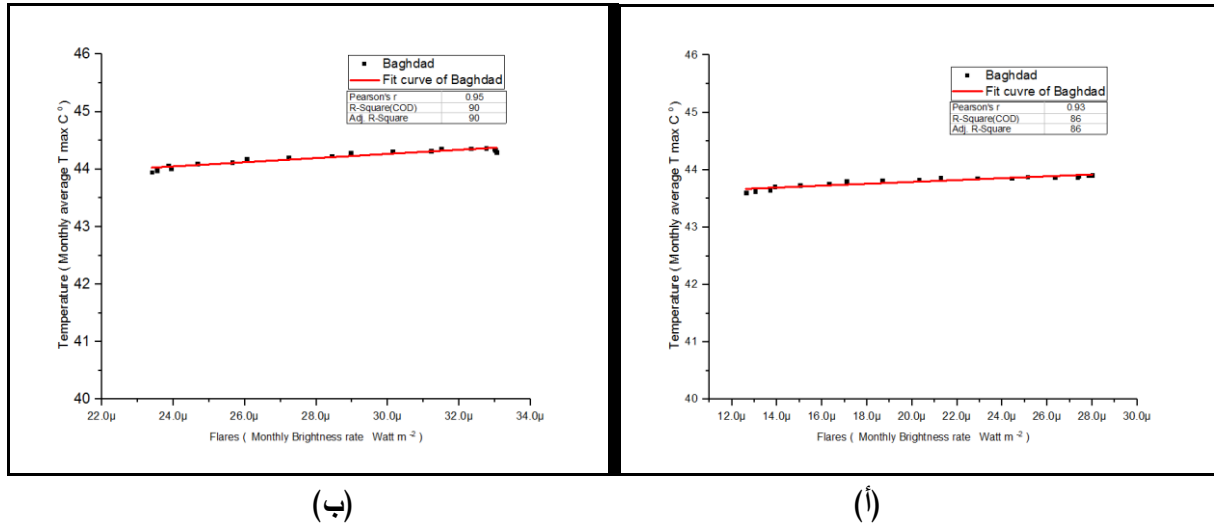 46
45
44
43
42
41
40
Temperature ( Monthly average T max C °)
Baghdad
Fit curve of Baghdad
Pearson's r 0.95
R-Square(COD) 90
Adj. R-Square 90
22.0μ 24.0μ 26.0μ 28.0μ 30.0μ 32.0μ 34.0μ
Flares ( Monthly Brightness rate Watt m -2 )
(ب)
46
45
44
43
42
41
40
Temperature ( Monthly average T max C °)
Baghdad
Fit cuvre of Baghdad
Pearson's r 0.93
R-Square(COD) 86
Adj. R-Square 86
12.0μ 14.0μ 16.0μ 18.0μ 20.0μ 22.0μ 24.0μ 26.0μ 28.0μ 30.0μ
Flares ( Monthly Brightness rate Watt m -2 )
(أ)